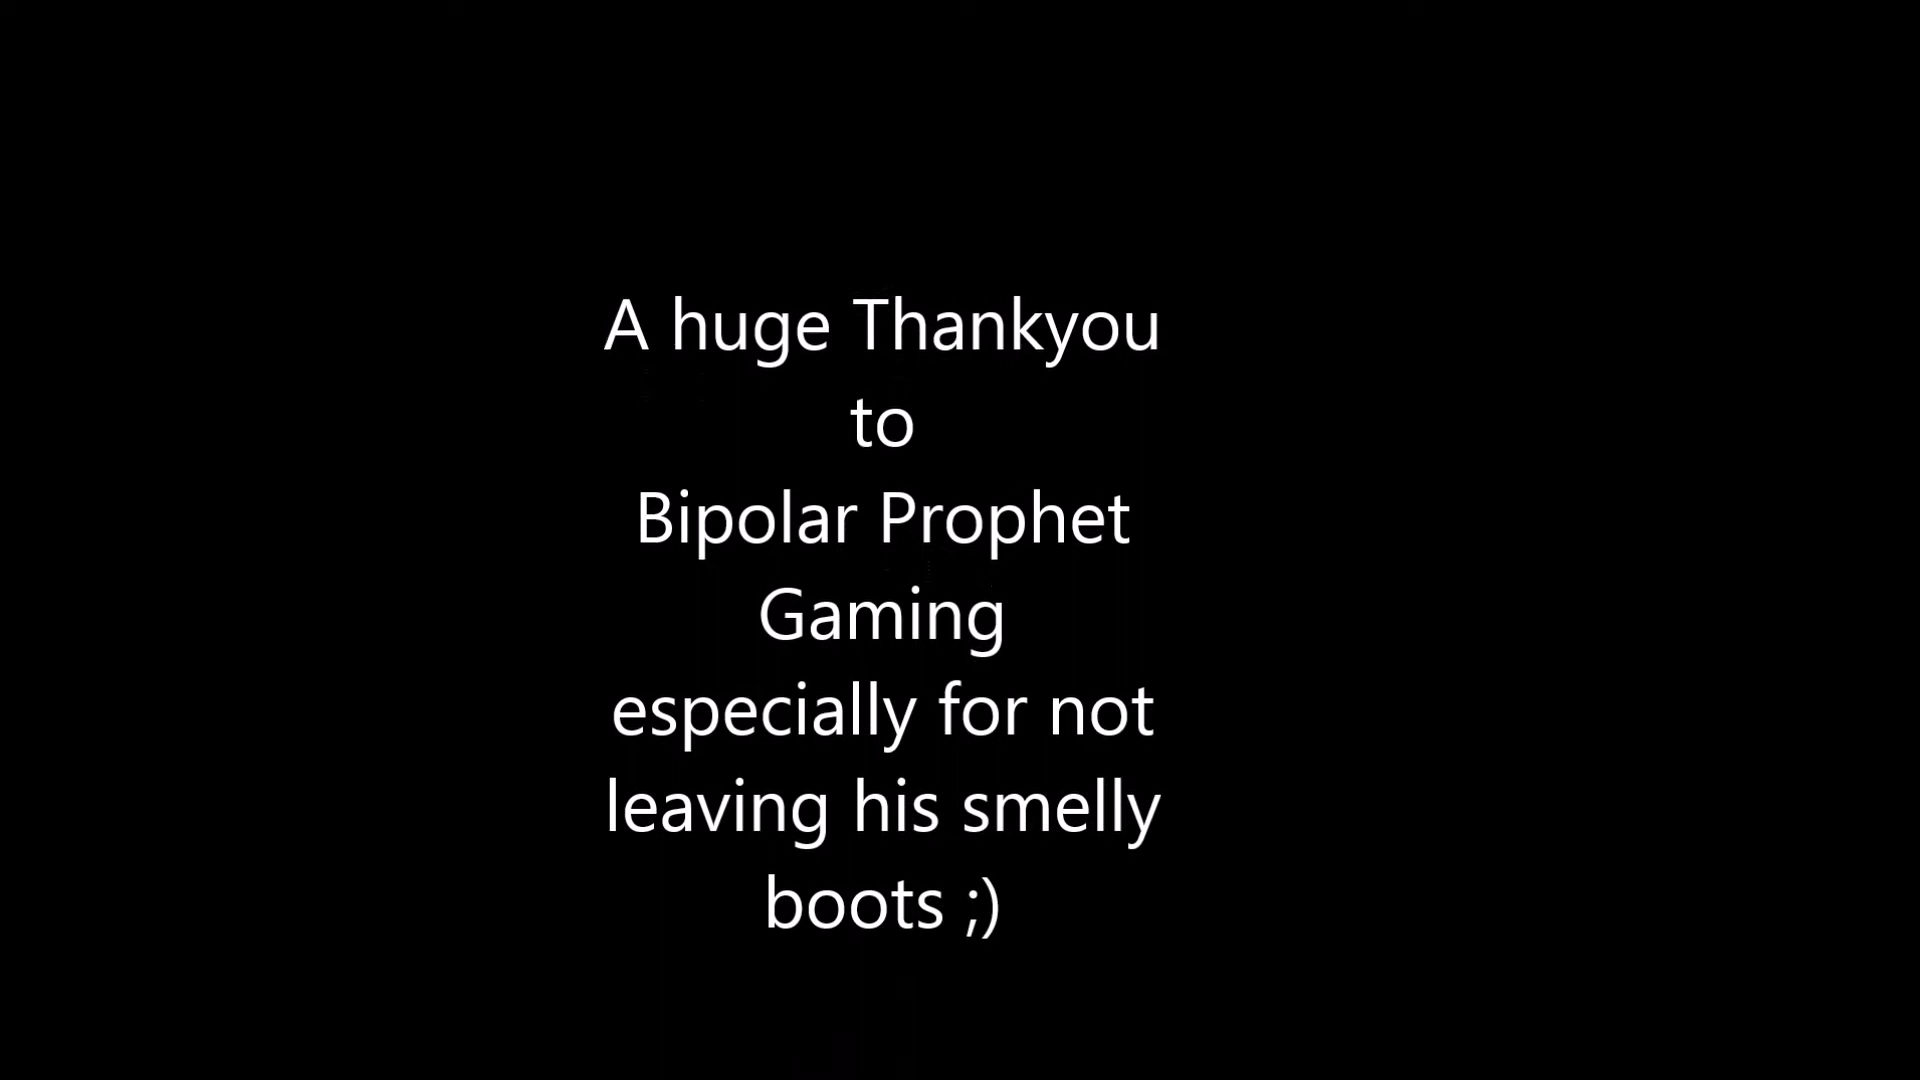 A huge Thankyou
to
Bipolar Prophet
Gaming
especially for not
leaving his smelly
boots ;)